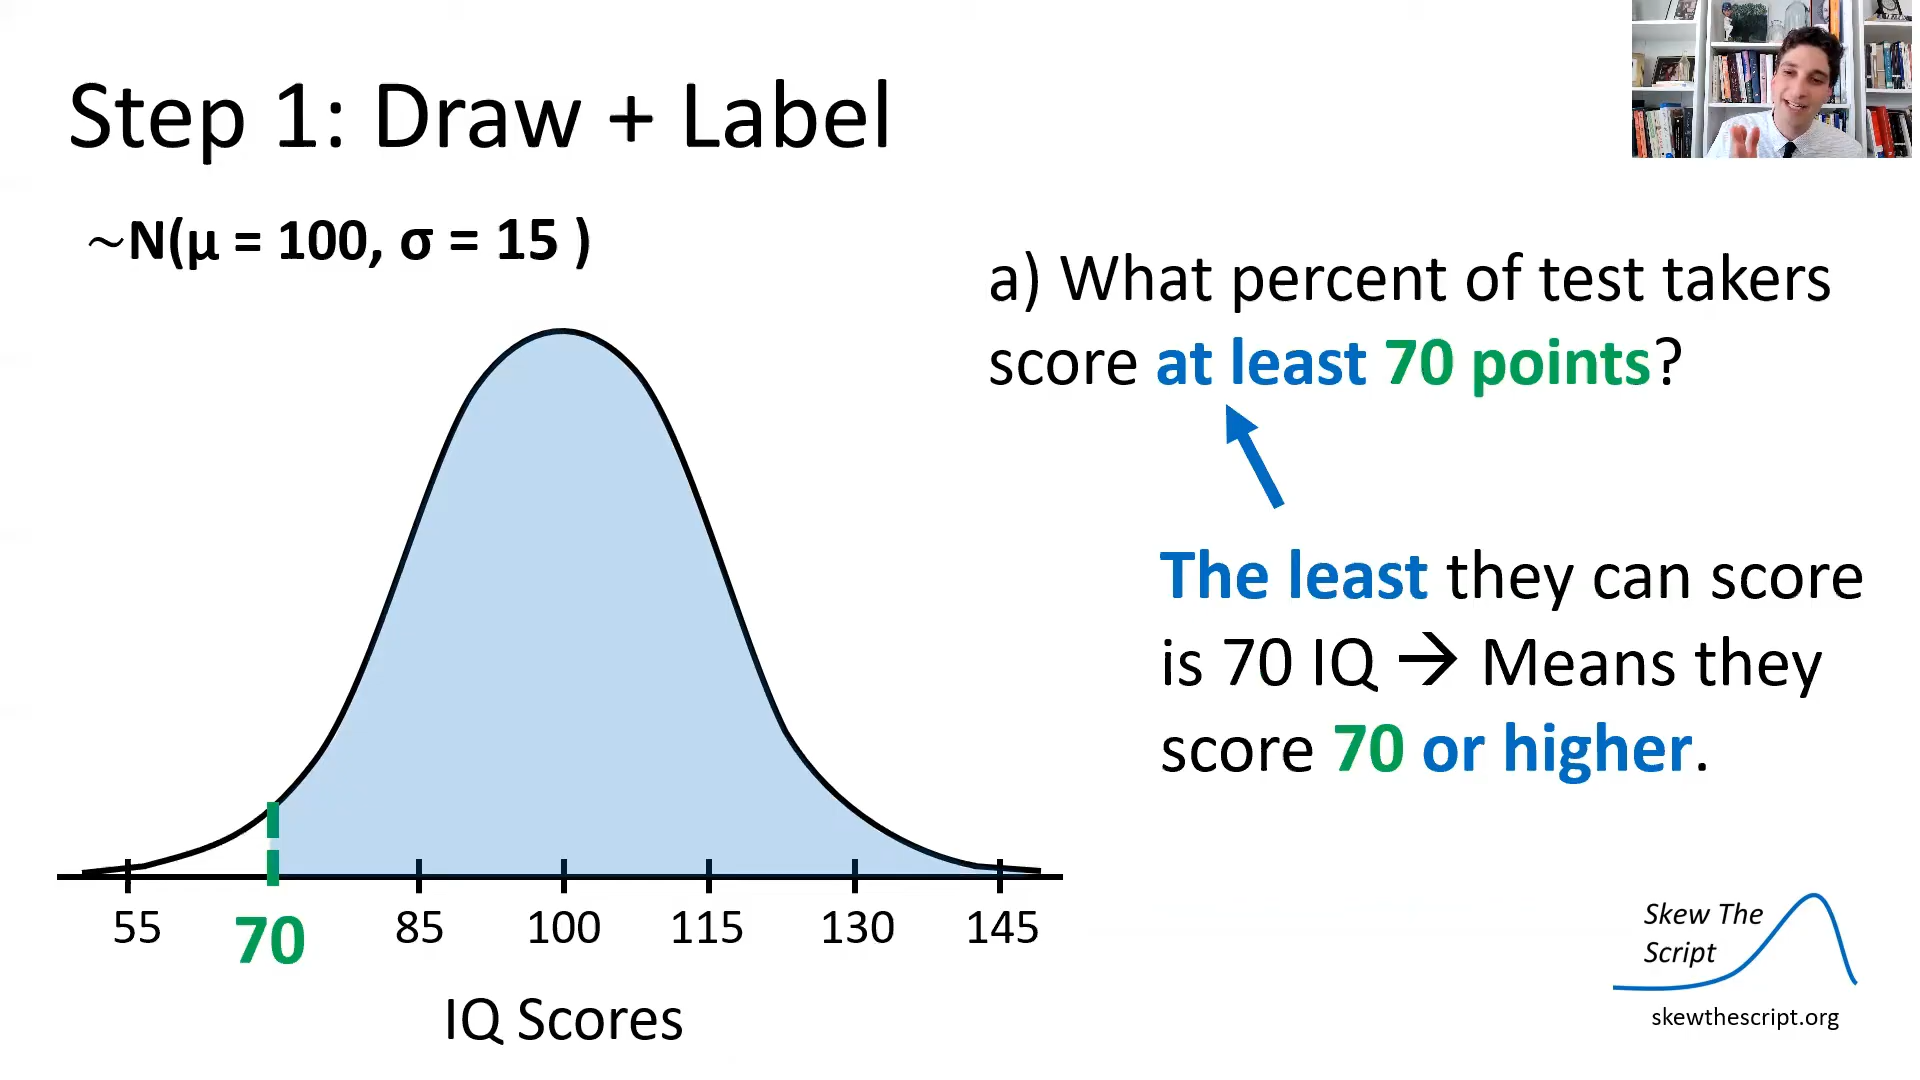 Step 1: Draw + Label
~N(μ = 100, σ = 15 )
a) What percent of test takers
score at least 70 points?
The least they can score
is 70 IQ → Means they
score 70 or higher.
55 70 85 100 115 130 145
IQ Scores
Skew The
Script
skewthescript.org